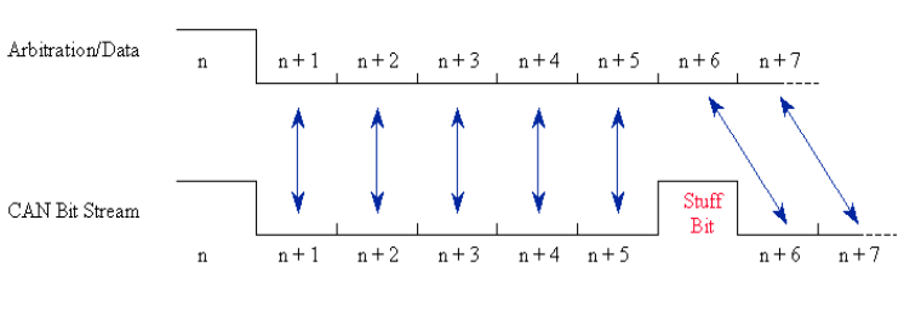 Arbitration/Data
n n+1 n+2 n+3 n+4 n+5 n+6 n+7
CAN Bit Stream
Stuff
Bit
n n+1 n+2 n+3 n+4 n+5 n+6 n+7